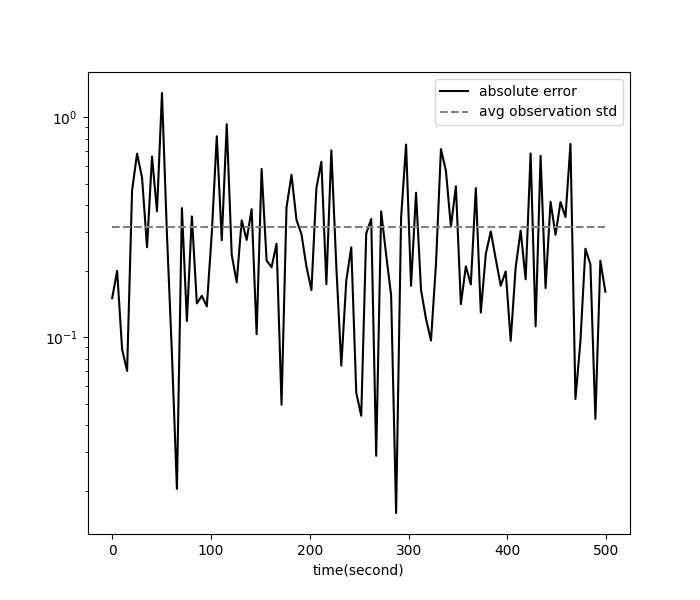 absolute error
avg observation std
10⁰
10⁻¹
0 100 200 300 400 500
time(second)